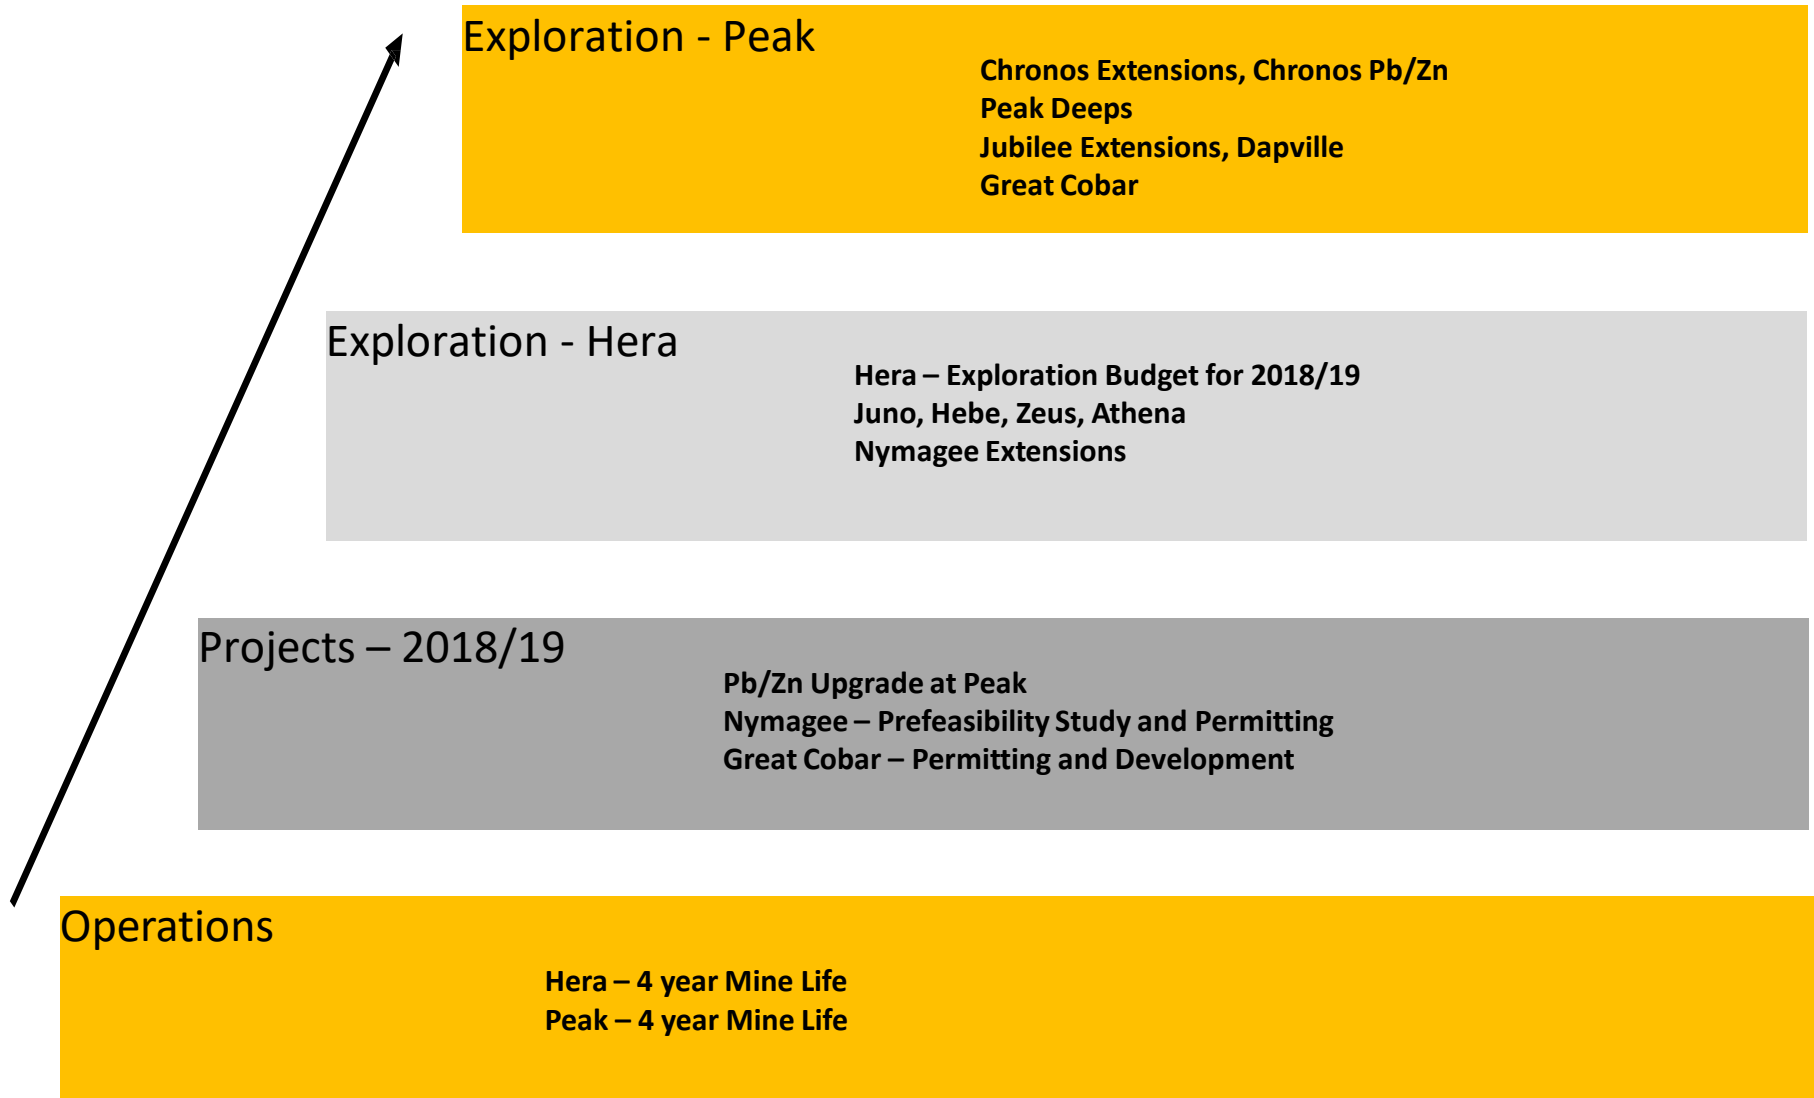 Exploration - Peak
Chronos Extensions, Chronos Pb/Zn
Peak Deeps
Jubilee Extensions, Dapville
Great Cobar
Exploration - Hera
Hera – Exploration Budget for 2018/19
Juno, Hebe, Zeus, Athena
Nymagee Extensions
Projects – 2018/19
Pb/Zn Upgrade at Peak
Nymagee – Prefeasibility Study and Permitting
Great Cobar – Permitting and Development
Operations
Hera – 4 year Mine Life
Peak – 4 year Mine Life